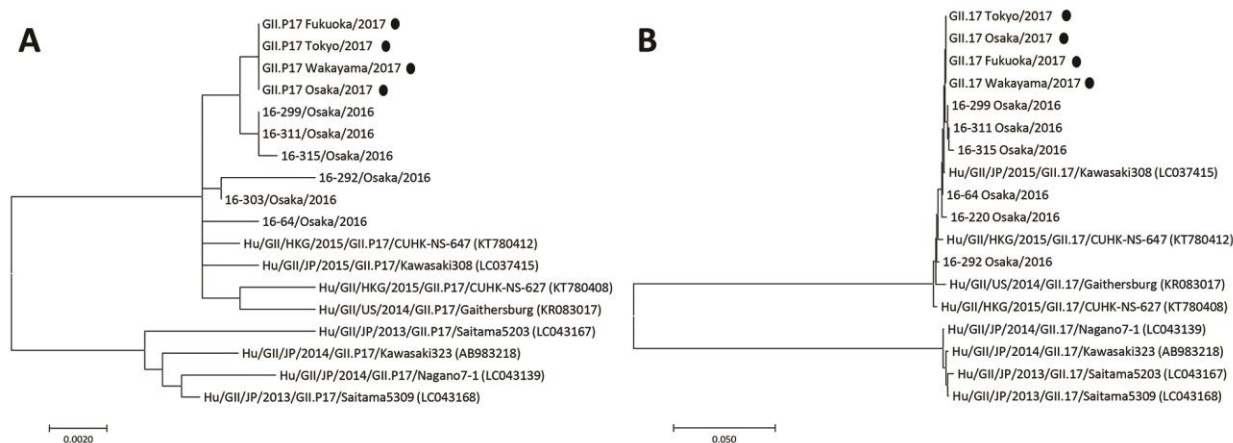 A
GII.P17 Fukuoka/2017
GII.P17 Tokyo/2017
GII.P17 Wakayama/2017
GII.P17 Osaka/2017
16-299/Osaka/2016
16-311/Osaka/2016
16-315/Osaka/2016
16-292/Osaka/2016
16-303/Osaka/2016
16-64/Osaka/2016
Hu/GII/HKG/2015/GII.P17/CUHK-NS-647 (KT780412)
Hu/GII/JP/2015/GII.P17/Kawasaki308 (LC037415)
Hu/GII/HKG/2015/GII.P17/CUHK-NS-627 (KT780408)
Hu/GII/US/2014/GII.P17/Gaithersburg (KR083017)
Hu/GII/JP/2013/GII.P17/Saitama5203 (LC043167)
Hu/GII/JP/2014/GII.P17/Kawasaki323 (AB983218)
Hu/GII/JP/2014/GII.P17/Nagano7-1 (LC043139)
Hu/GII/JP/2013/GII.P17/Saitama5309 (LC043168)
0.0020
B
GII.17 Tokyo/2017
GII.17 Osaka/2017
GII.17 Fukuoka/2017
GII.17 Wakayama/2017
16-299 Osaka/2016
16-311 Osaka/2016
16-315 Osaka/2016
Hu/GII/JP/2015/GII.17/Kawasaki308 (LC037415)
16-64 Osaka/2016
16-220 Osaka/2016
Hu/GII/HKG/2015/GII.17/CUHK-NS-647 (KT780412)
16-292 Osaka/2016
Hu/GII/US/2014/GII.17/Gaithersburg (KR083017)
Hu/GII/HKG/2015/GII.17/CUHK-NS-627 (KT780408)
Hu/GII/JP/2014/GII.17/Nagano7-1 (LC043139)
Hu/GII/JP/2014/GII.17/Kawasaki323 (AB983218)
Hu/GII/JP/2013/GII.17/Saitama5203 (LC043167)
Hu/GII/JP/2013/GII.17/Saitama5309 (LC043168)
0.050